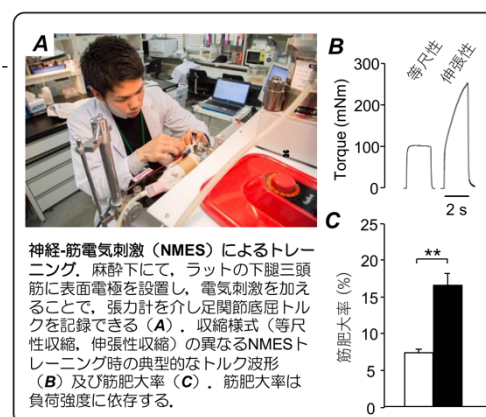 A
B
等尺性
伸張性
Torque (mNm)
300
200
100
0
2 s
C
**
筋肥大率 (%)
25
20
15
10
5
0
神経-筋電気刺激（NMES）によるトレー
ニング．麻酔下にて，ラットの下腿三頭
筋に表面電極を設置し，電気刺激を加え
ることで，張力計を介し足関節底屈トル
クを記録できる（A）．収縮様式（等尺
性収縮，伸張性収縮）の異なるNMESト
レーニング時の典型的なトルク波形
（B）及び筋肥大率（C）．筋肥大率は
負荷強度に依存する．